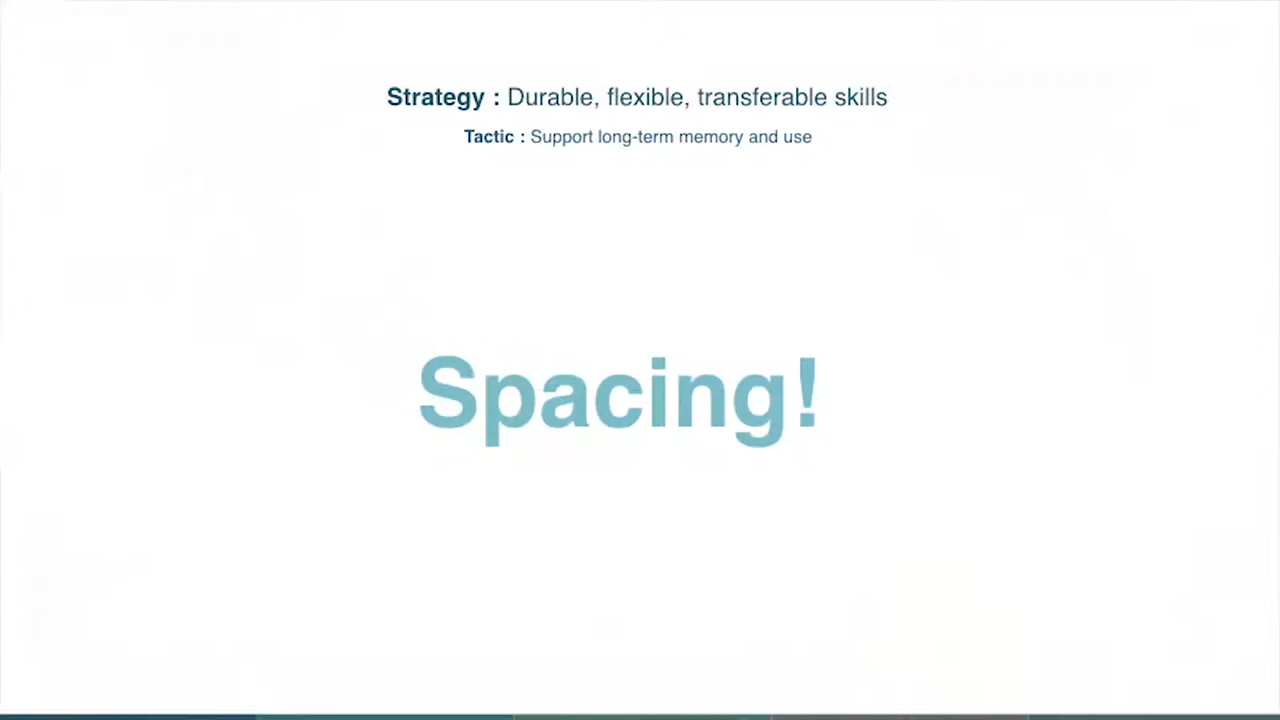 Strategy : Durable, flexible, transferable skills
Tactic : Support long-term memory and use
Spacing!